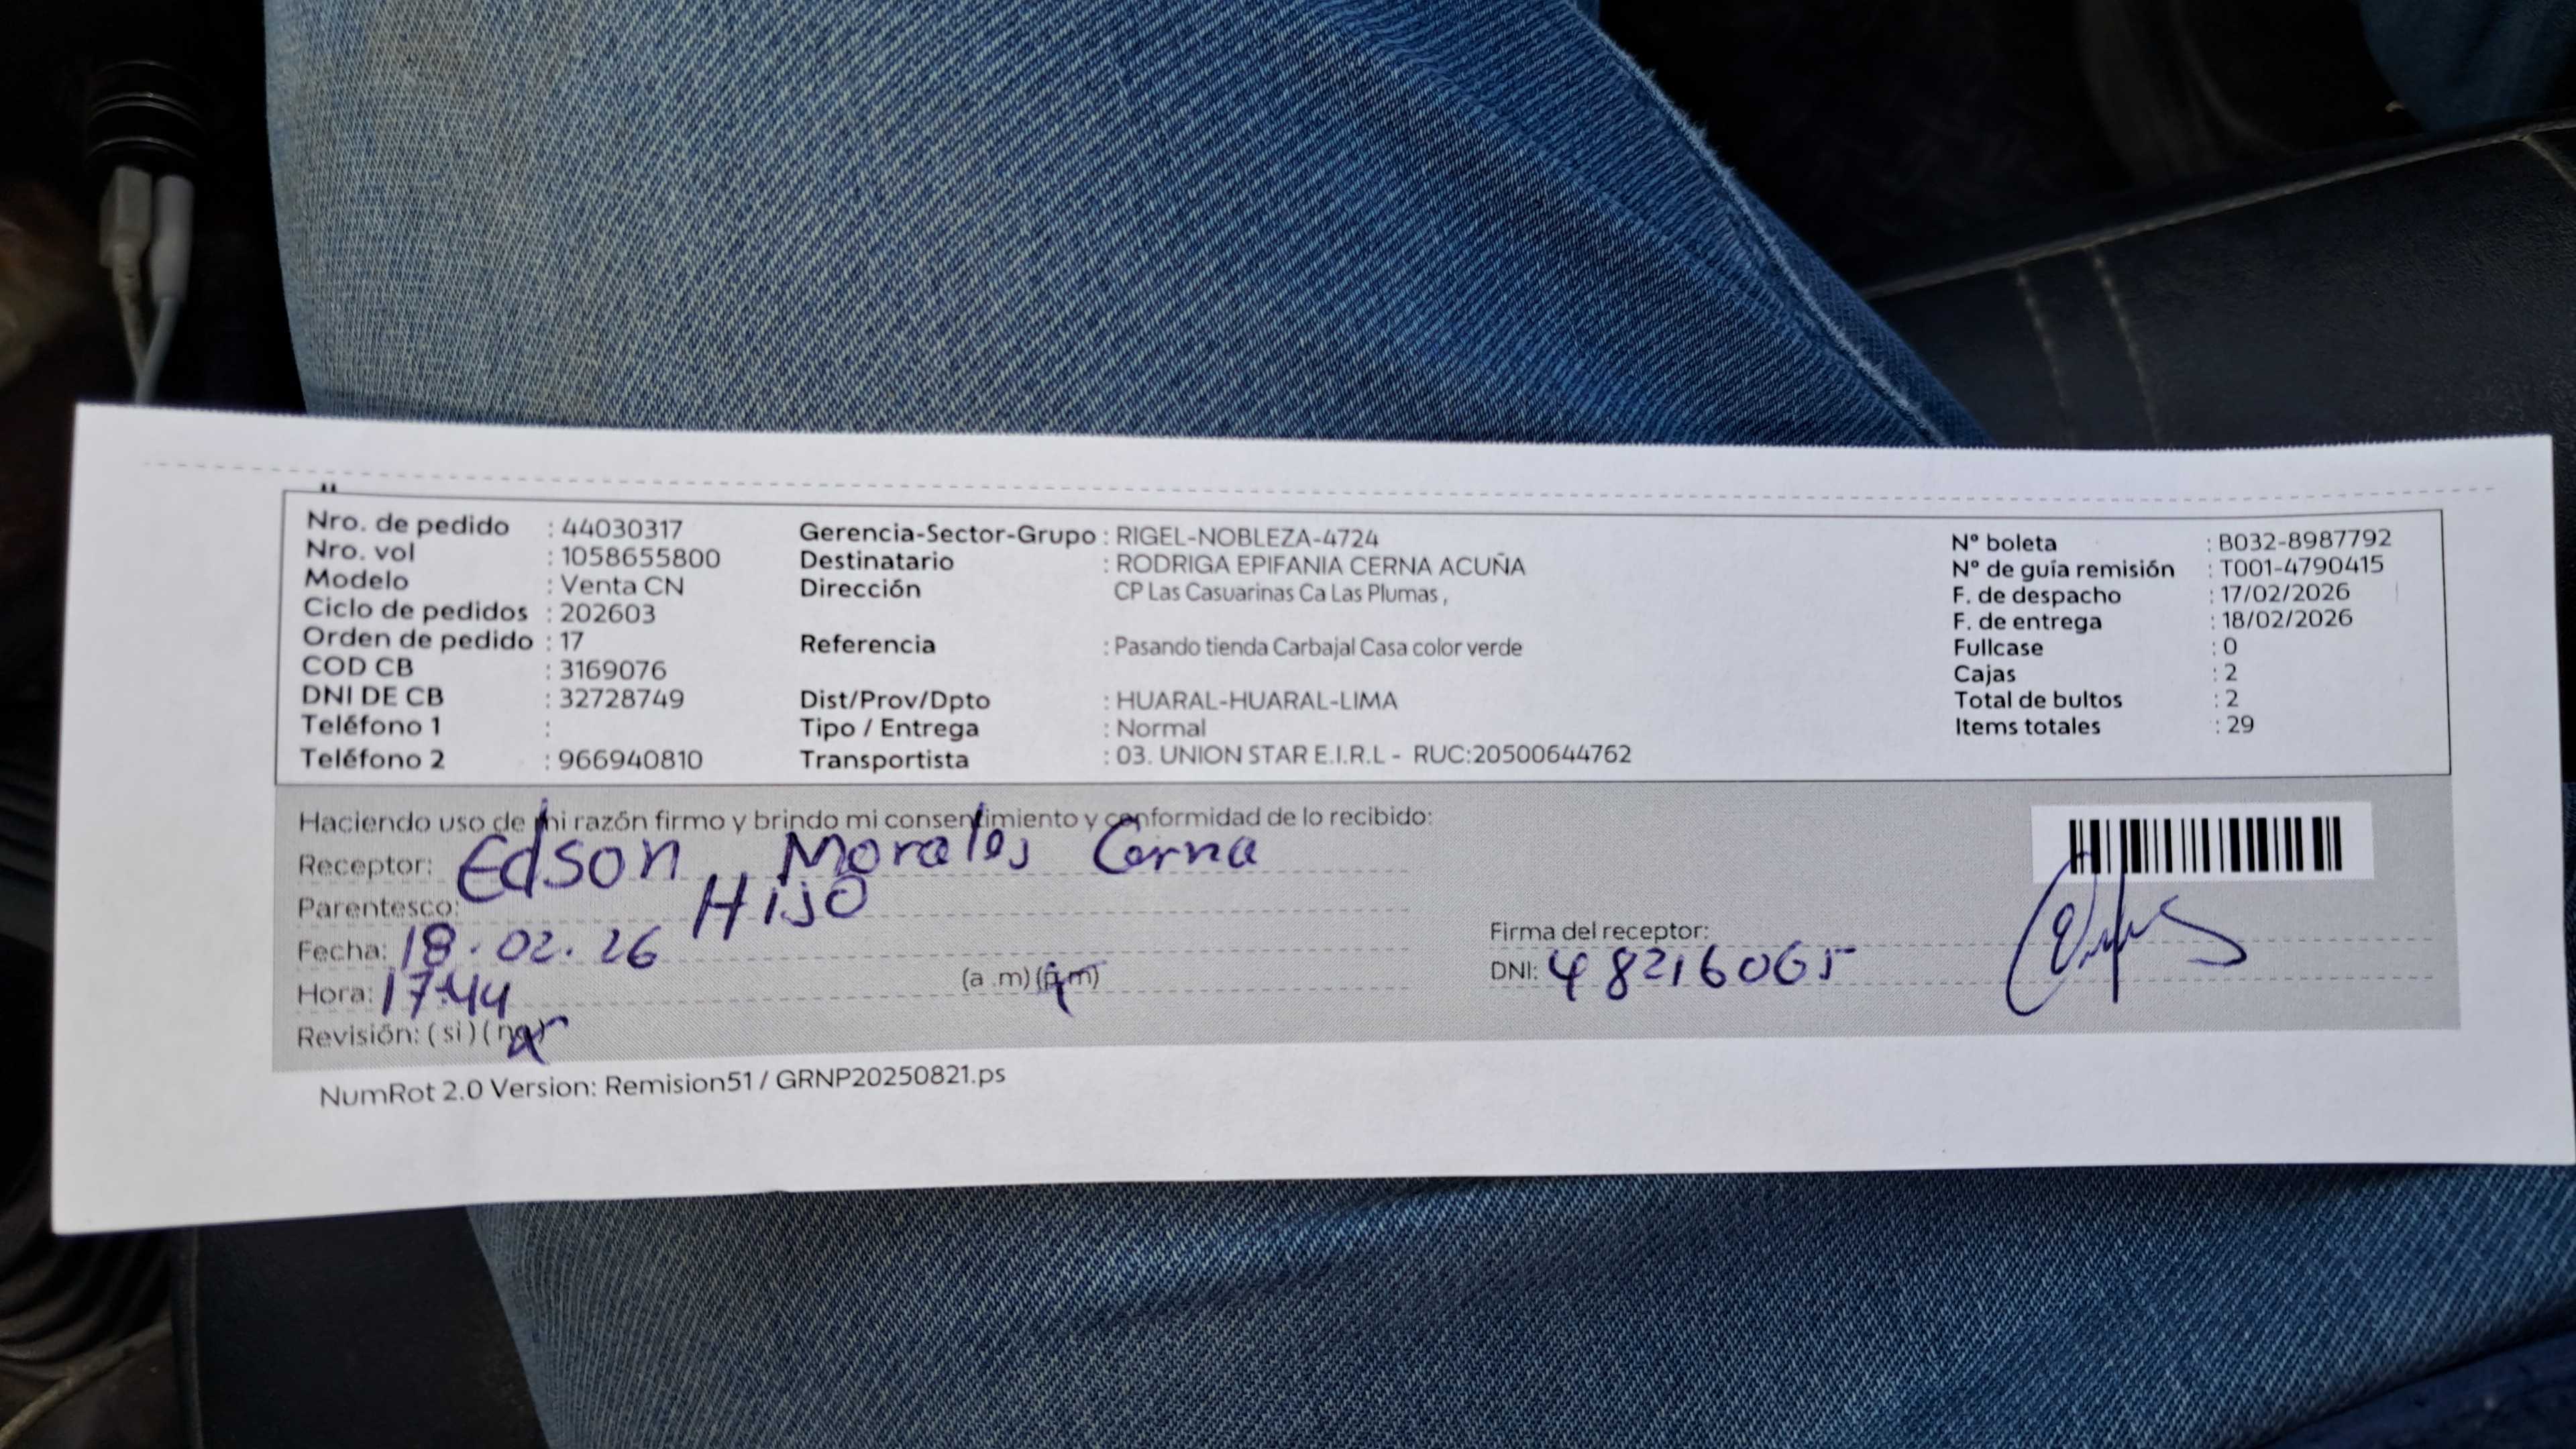 Nro. de pedido : 44030317
Nro. vol : 1058655800
Modelo : Venta CN
Ciclo de pedidos : 202603
Orden de pedido : 17
COD CB : 3169076
DNI DE CB : 32728749
Teléfono 1 :
Teléfono 2 : 966940810
Gerencia-Sector-Grupo : RIGEL-NOBLEZA-4724
Destinatario : RODRIGA EPIFANIA CERNA ACUÑA
Dirección CP Las Casuarinas Ca Las Plumas ,
Referencia : Pasando tienda Carbajal Casa color verde
Dist/Prov/Dpto : HUARAL-HUARAL-LIMA
Tipo / Entrega : Normal
Transportista : 03. UNION STAR E.I.R.L - RUC:20500644762
N° boleta : B032-8987792
N° de guía remisión : T001-4790415
F. de despacho : 17/02/2026
F. de entrega : 18/02/2026
Fullcase : 0
Cajas : 2
Total de bultos : 2
Items totales : 29
Haciendo uso de mi razón firmo y brindo mi consentimiento y conformidad de lo recibido:
Receptor: Edson Morales Cerna
Parentesco: Hijo
Fecha: 18.02.26
Hora: 17:44 (a .m) (p.m)
Revisión: ( si ) ( no )
Firma del receptor:
DNI: 48216065
NumRot 2.0 Version: Remision51 / GRNP20250821.ps